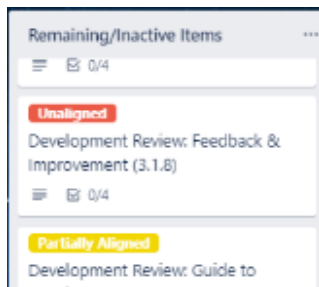 Remaining/Inactive Items ...
0/4
Unaligned
Development Review: Feedback &
Improvement (3.1.8)
0/4
Partially Aligned
Development Review: Guide to